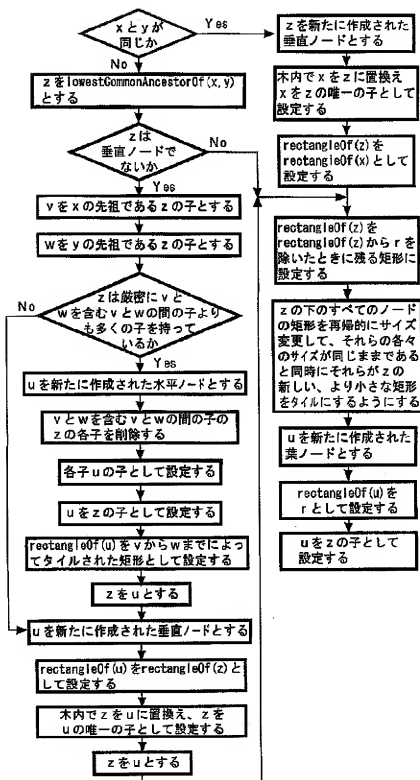 xとyが
同じか
Yes
No
zをlowestCommonAncestorOf(x,y)
とする
zは
垂直ノードで
ないか
No
Yes
vをxの先祖であるzの子とする
wをyの先祖であるzの子とする
No
zは厳密にvと
wを含むvとwの間の子より
も多くの子を持って
いるか
Yes
uを新たに作成された水平ノードとする
vとwを含むvとwの間の子の
zの各子を削除する
各子uの子として設定する
uをzの子として設定する
rectangleOf(u)をvからwまでによっ
てタイルされた矩形として設定する
zをuとする
uを新たに作成された垂直ノードとする
rectangleOf(u)をrectangleOf(z)と
して設定する
木内でzをuに置換え、zを
uの唯一の子として設定する
zをuとする
zを新たに作成された
垂直ノードとする
木内でxをzに置換え
xをzの唯一の子として
設定する
rectangleOf(z)を
rectangleOf(x)として
設定する
rectangleOf(z)を
rectangleOf(z)からrを
除いたときに残る矩形に
設定する
zの下のすべてのノード
の矩形を再帰的にサイズ
変更して、それらの各々
のサイズが同じままである
と同時にそれらがzの
新しい、より小さな矩形
をタイルにするようにする
uを新たに作成された
葉ノードとする
rectangleOf(u)を
rとして設定する
uをzの子として
設定する